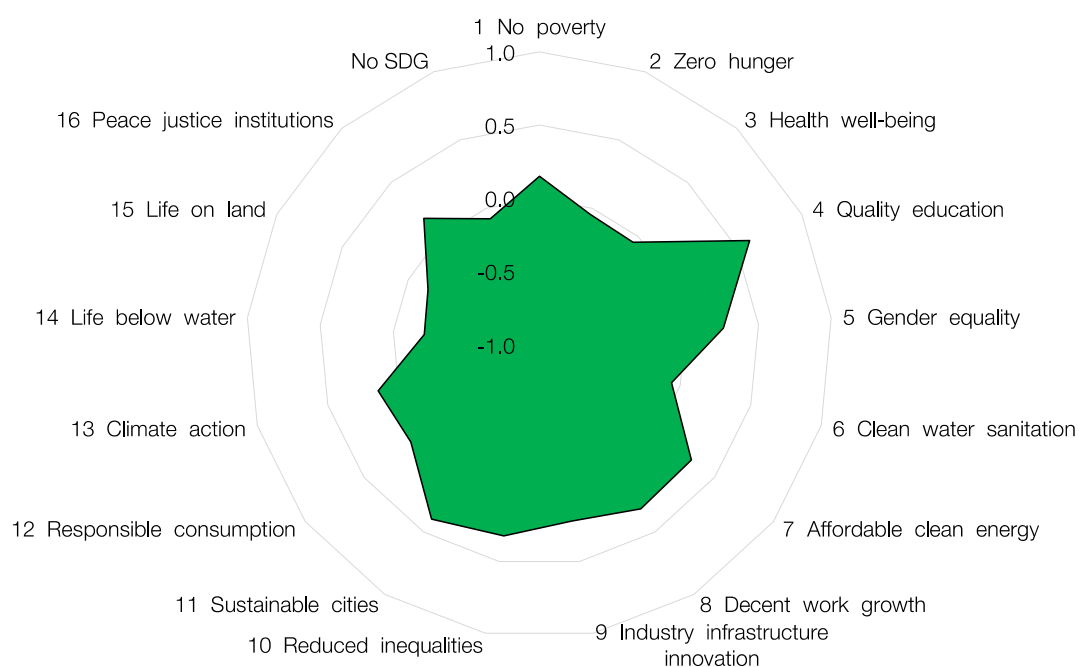 1 No poverty
1.0
No SDG
2 Zero hunger
16 Peace justice institutions
0.5
3 Health well-being
15 Life on land
0.0
4 Quality education
-0.5
14 Life below water
5 Gender equality
-1.0
13 Climate action
6 Clean water sanitation
12 Responsible consumption
7 Affordable clean energy
11 Sustainable cities
8 Decent work growth
10 Reduced inequalities
9 Industry infrastructure
innovation